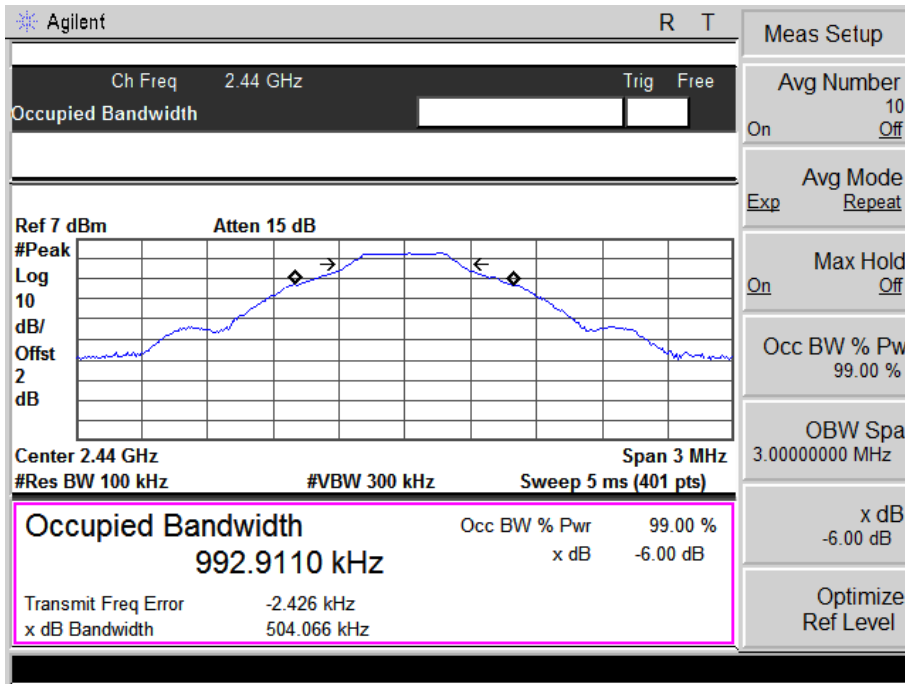 Agilent R T
Meas Setup
Ch Freq 2.44 GHz Trig Free
Occupied Bandwidth
Avg Number
10
On Off
Avg Mode
Exp Repeat
Max Hold
On Off
Occ BW % Pw
99.00 %
OBW Spa
3.00000000 MHz
x dB
-6.00 dB
Optimize
Ref Level
Ref 7 dBm Atten 15 dB
#Peak
Log
10
dB/
Offst
2
dB
Center 2.44 GHz Span 3 MHz
#Res BW 100 kHz #VBW 300 kHz Sweep 5 ms (401 pts)
Occupied Bandwidth
992.9110 kHz
Occ BW % Pwr 99.00 %
x dB -6.00 dB
Transmit Freq Error -2.426 kHz
x dB Bandwidth 504.066 kHz